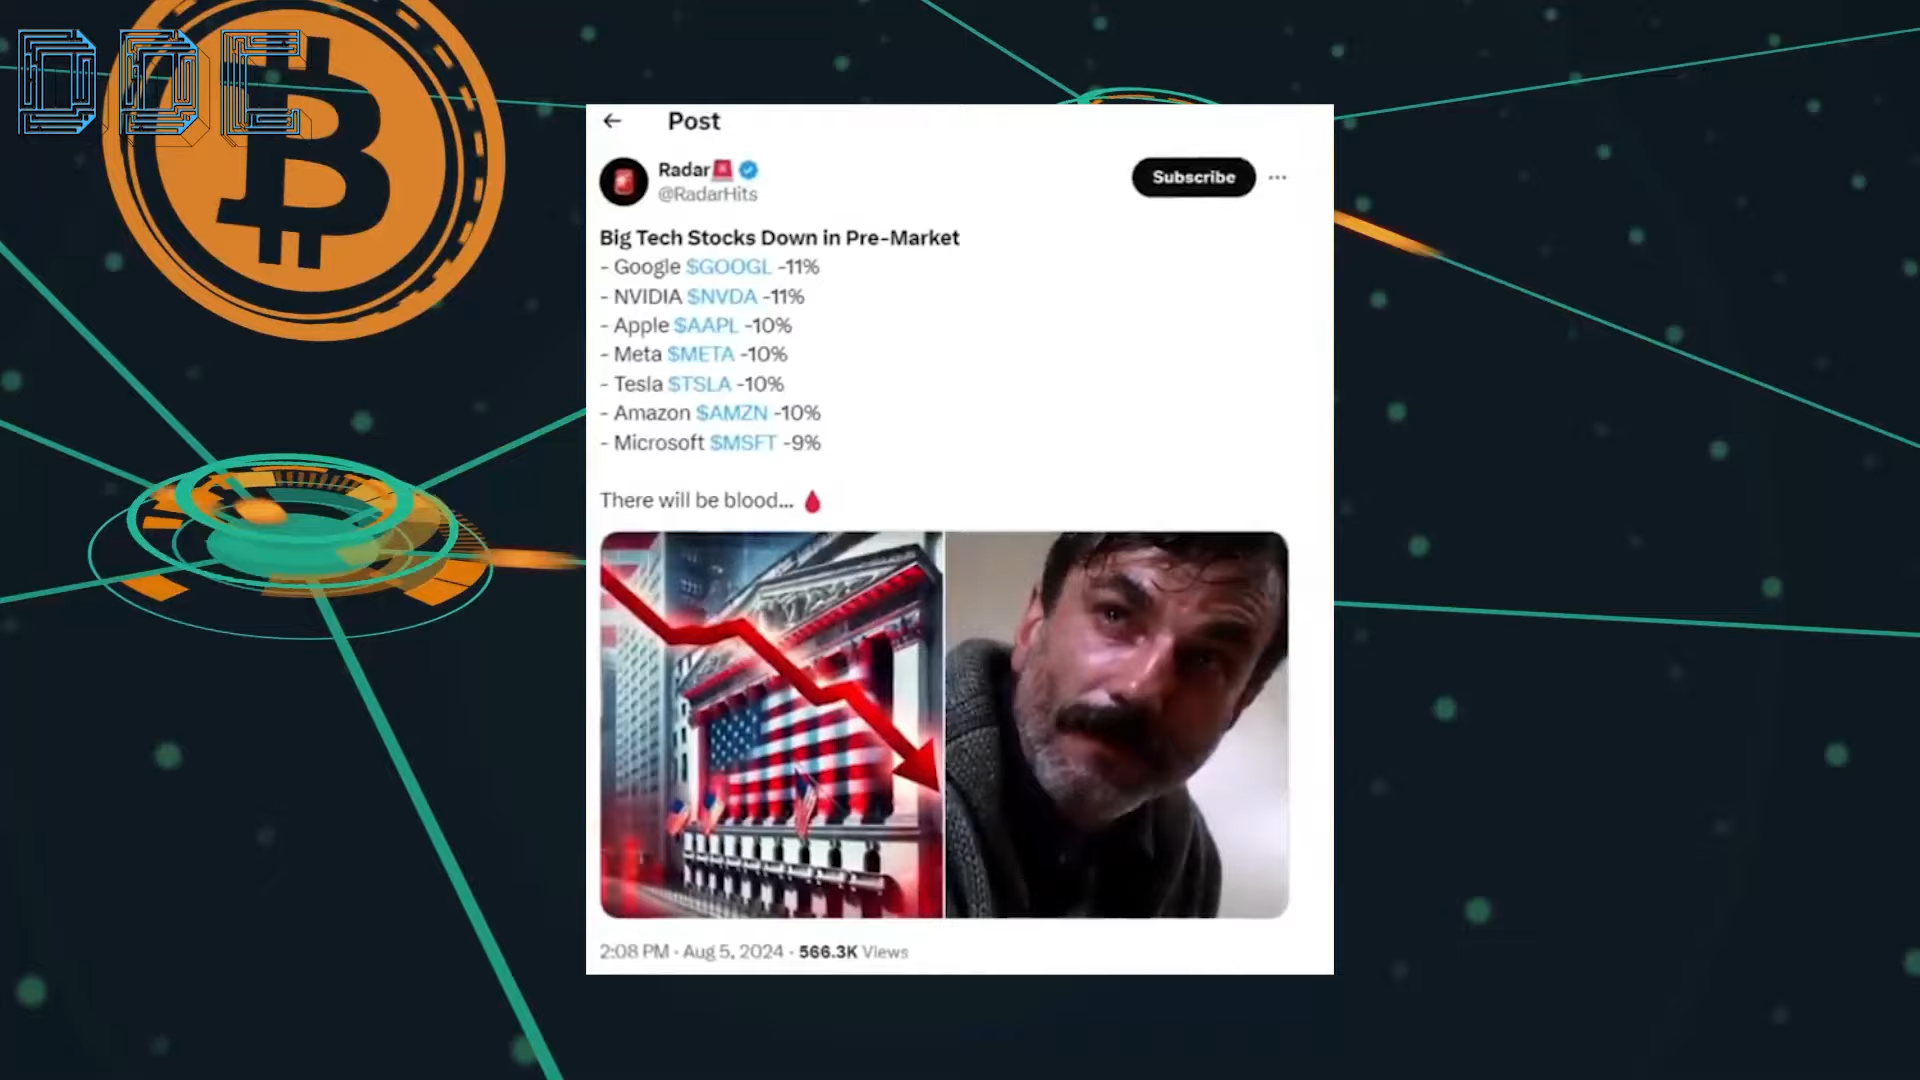 DDC
Post
Radar🚨
@RadarHits
Subscribe
Big Tech Stocks Down in Pre-Market
- Google $GOOGL -11%
- NVIDIA $NVDA -11%
- Apple $AAPL -10%
- Meta $META -10%
- Tesla $TSLA -10%
- Amazon $AMZN -10%
- Microsoft $MSFT -9%
There will be blood... 🩸
2:08 PM · Aug 5, 2024 · 566.3K Views